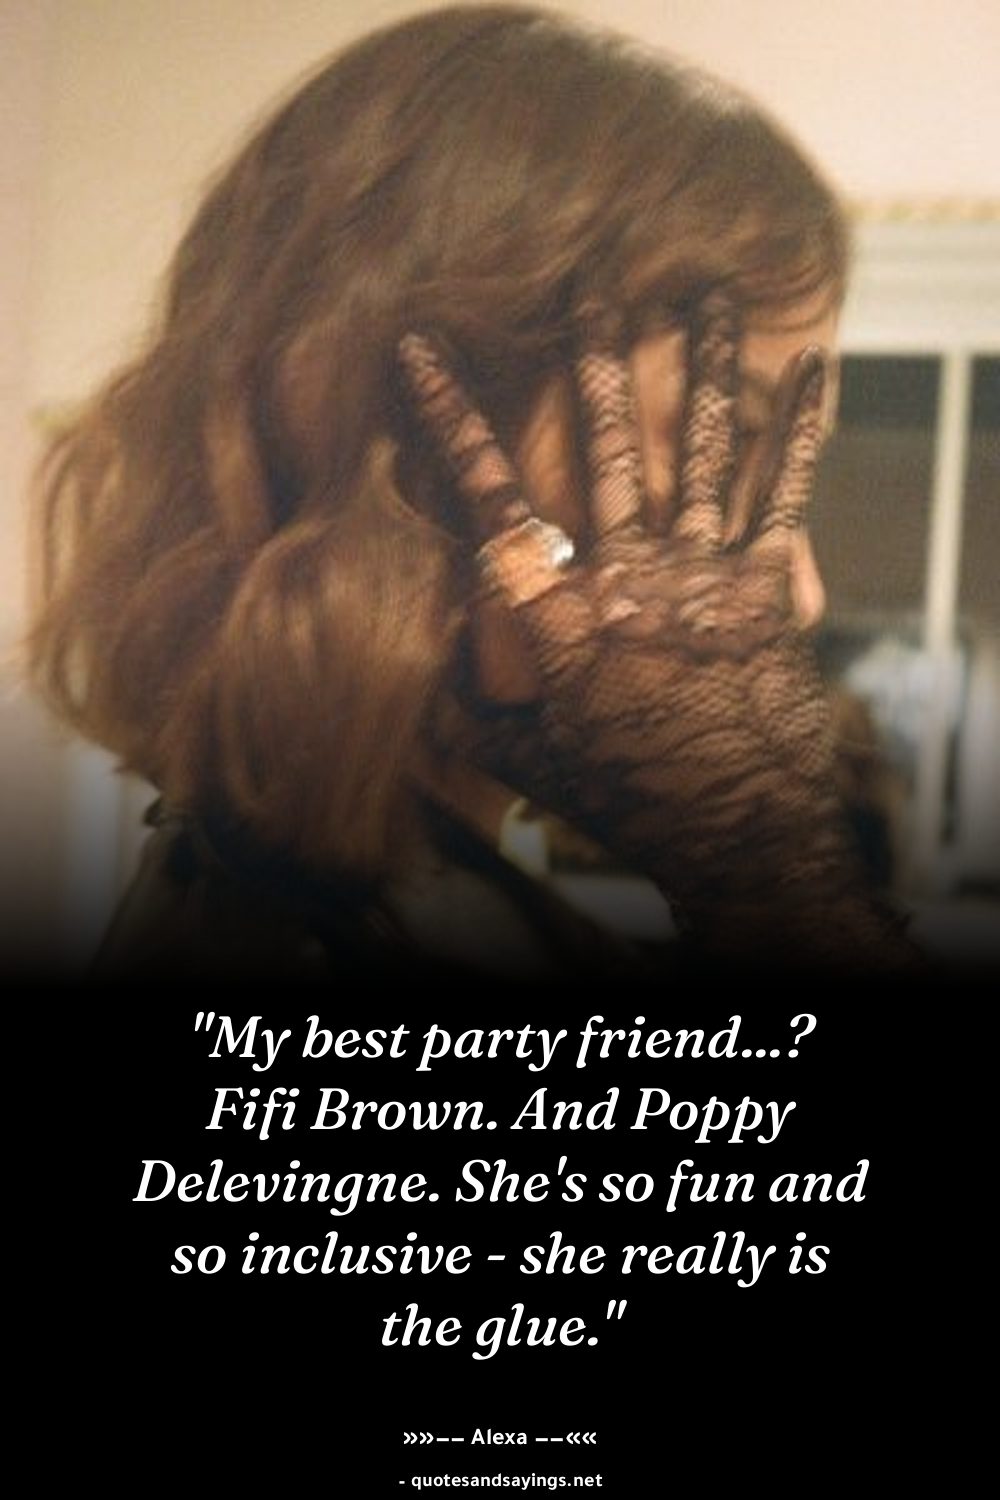 "My best party friend...?
Fifi Brown. And Poppy
Delevingne. She's so fun and
so inclusive - she really is
the glue."
»»–– Alexa ––««
- quotesandsayings.net